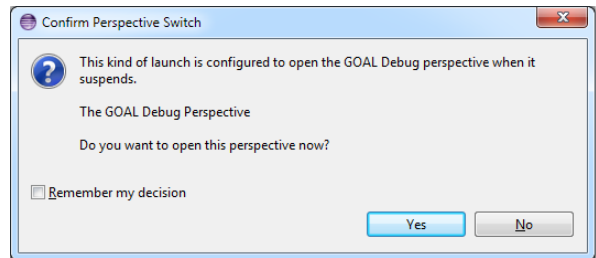 Confirm Perspective Switch
This kind of launch is configured to open the GOAL Debug perspective when it
suspends.
The GOAL Debug Perspective
Do you want to open this perspective now?
Remember my decision
Yes
No